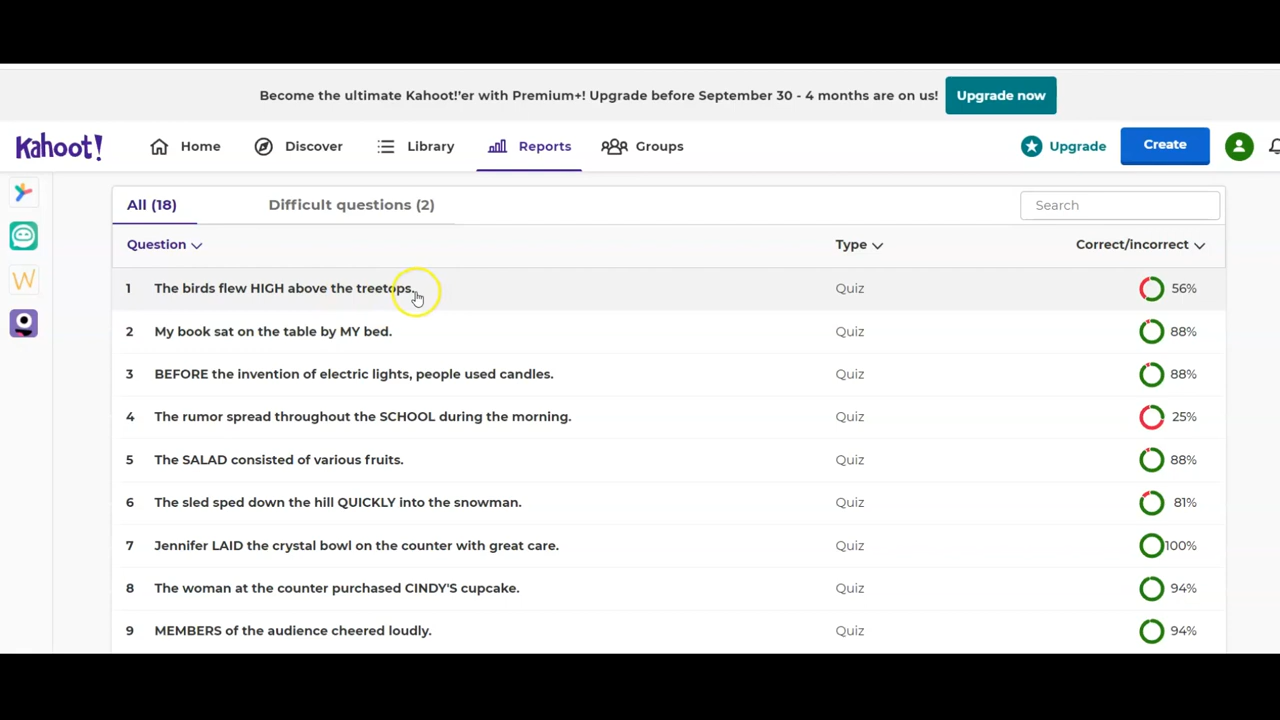 Become the ultimate Kahoot!'er with Premium+! Upgrade before September 30 - 4 months are on us! Upgrade now
Kahoot! Home Discover Library Reports Groups Upgrade Create
All (18) Difficult questions (2) Search
Question Type Correct/incorrect
1 The birds flew HIGH above the treetops. Quiz 56%
2 My book sat on the table by MY bed. Quiz 88%
3 BEFORE the invention of electric lights, people used candles. Quiz 88%
4 The rumor spread throughout the SCHOOL during the morning. Quiz 25%
5 The SALAD consisted of various fruits. Quiz 88%
W
6 The sled sped down the hill QUICKLY into the snowman. Quiz 81%
7 Jennifer LAID the crystal bowl on the counter with great care. Quiz 100%
8 The woman at the counter purchased CINDY'S cupcake. Quiz 94%
9 MEMBERS of the audience cheered loudly. Quiz 94%